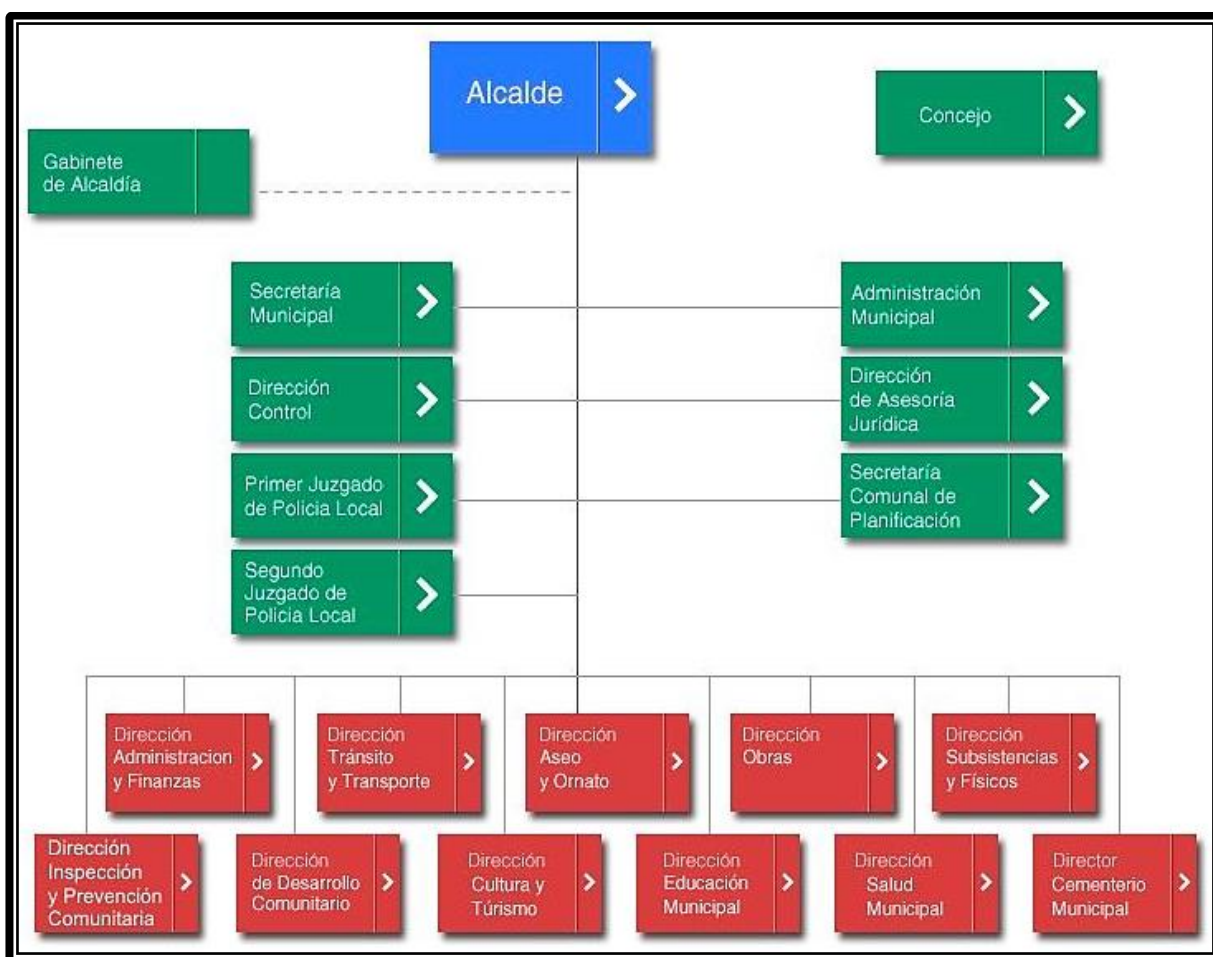 Alcalde
Concejo
Gabinete
de Alcaldía
Secretaría
Municipal
Administración
Municipal
Dirección
Control
Dirección
de Asesoría
Jurídica
Primer Juzgado
de Policia Local
Secretaría
Comunal de
Planificación
Segundo
Juzgado de
Policia Local
Dirección
Administracion
y Finanzas
Dirección
Tránsito
y Transporte
Dirección
Aseo
y Ornato
Dirección
Obras
Dirección
Subsistencias
y Físicos
Dirección
Inspección
y Prevención
Comunitaria
Dirección
de Desarrollo
Comunitario
Dirección
Cultura y
Túrismo
Dirección
Educación
Municipal
Dirección
Salud
Municipal
Director
Cementerio
Municipal